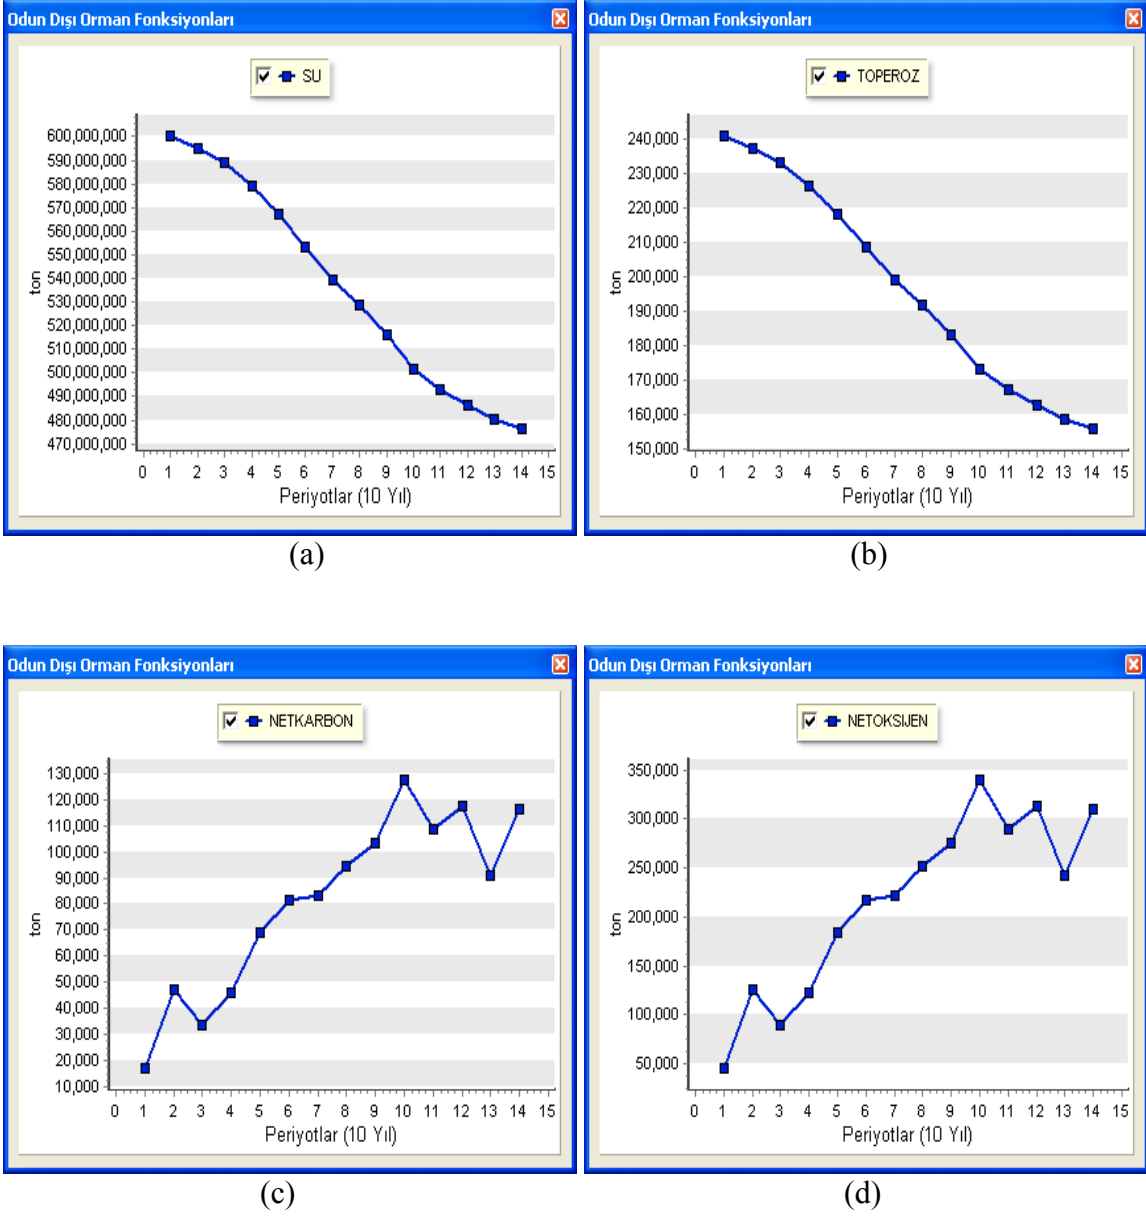 Odun Dışı Orman Fonksiyonları
SU
600,000,000
590,000,000
580,000,000
570,000,000
560,000,000
550,000,000
540,000,000
530,000,000
520,000,000
510,000,000
500,000,000
490,000,000
480,000,000
470,000,000
ton
0 1 2 3 4 5 6 7 8 9 10 11 12 13 14 15
Periyotlar (10 Yıl)
(a)
Odun Dışı Orman Fonksiyonları
TOPEROZ
240,000
230,000
220,000
210,000
200,000
190,000
180,000
170,000
160,000
150,000
ton
0 1 2 3 4 5 6 7 8 9 10 11 12 13 14 15
Periyotlar (10 Yıl)
(b)
Odun Dışı Orman Fonksiyonları
NETKARBON
130,000
120,000
110,000
100,000
90,000
80,000
70,000
60,000
50,000
40,000
30,000
20,000
10,000
ton
0 1 2 3 4 5 6 7 8 9 10 11 12 13 14 15
Periyotlar (10 Yıl)
(c)
Odun Dışı Orman Fonksiyonları
NETOKSIJEN
350,000
300,000
250,000
200,000
150,000
100,000
50,000
ton
0 1 2 3 4 5 6 7 8 9 10 11 12 13 14 15
Periyotlar (10 Yıl)
(d)